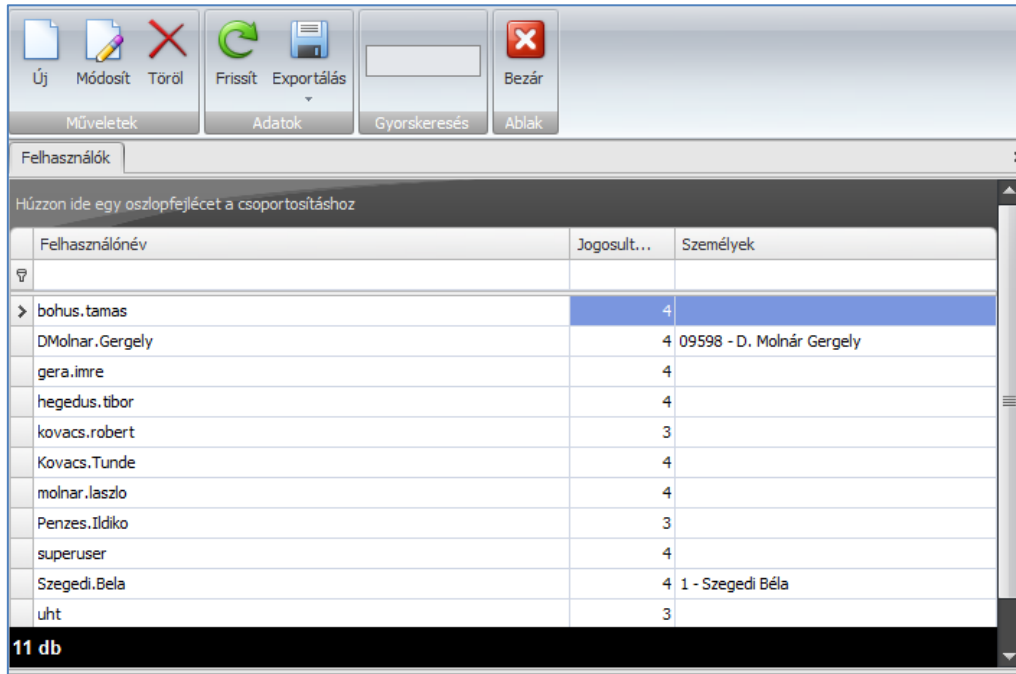 Új Módosít Töröl Frissít Exportálás Bezár
Műveletek Adatok Gyorskeresés Ablak
Felhasználók
Húzzon ide egy oszlopfejlécet a csoportosításhoz
Felhasználónév Jogosult... Személyek
bohus.tamas 4
DMolnar.Gergely 4 09598 - D. Molnár Gergely
gera.imre 4
hegedus.tibor 4
kovacs.robert 3
Kovacs.Tunde 4
molnar.laszlo 4
Penzes.Ildiko 3
superuser 4
Szegedi.Bela 4 1 - Szegedi Béla
uht 3
11 db